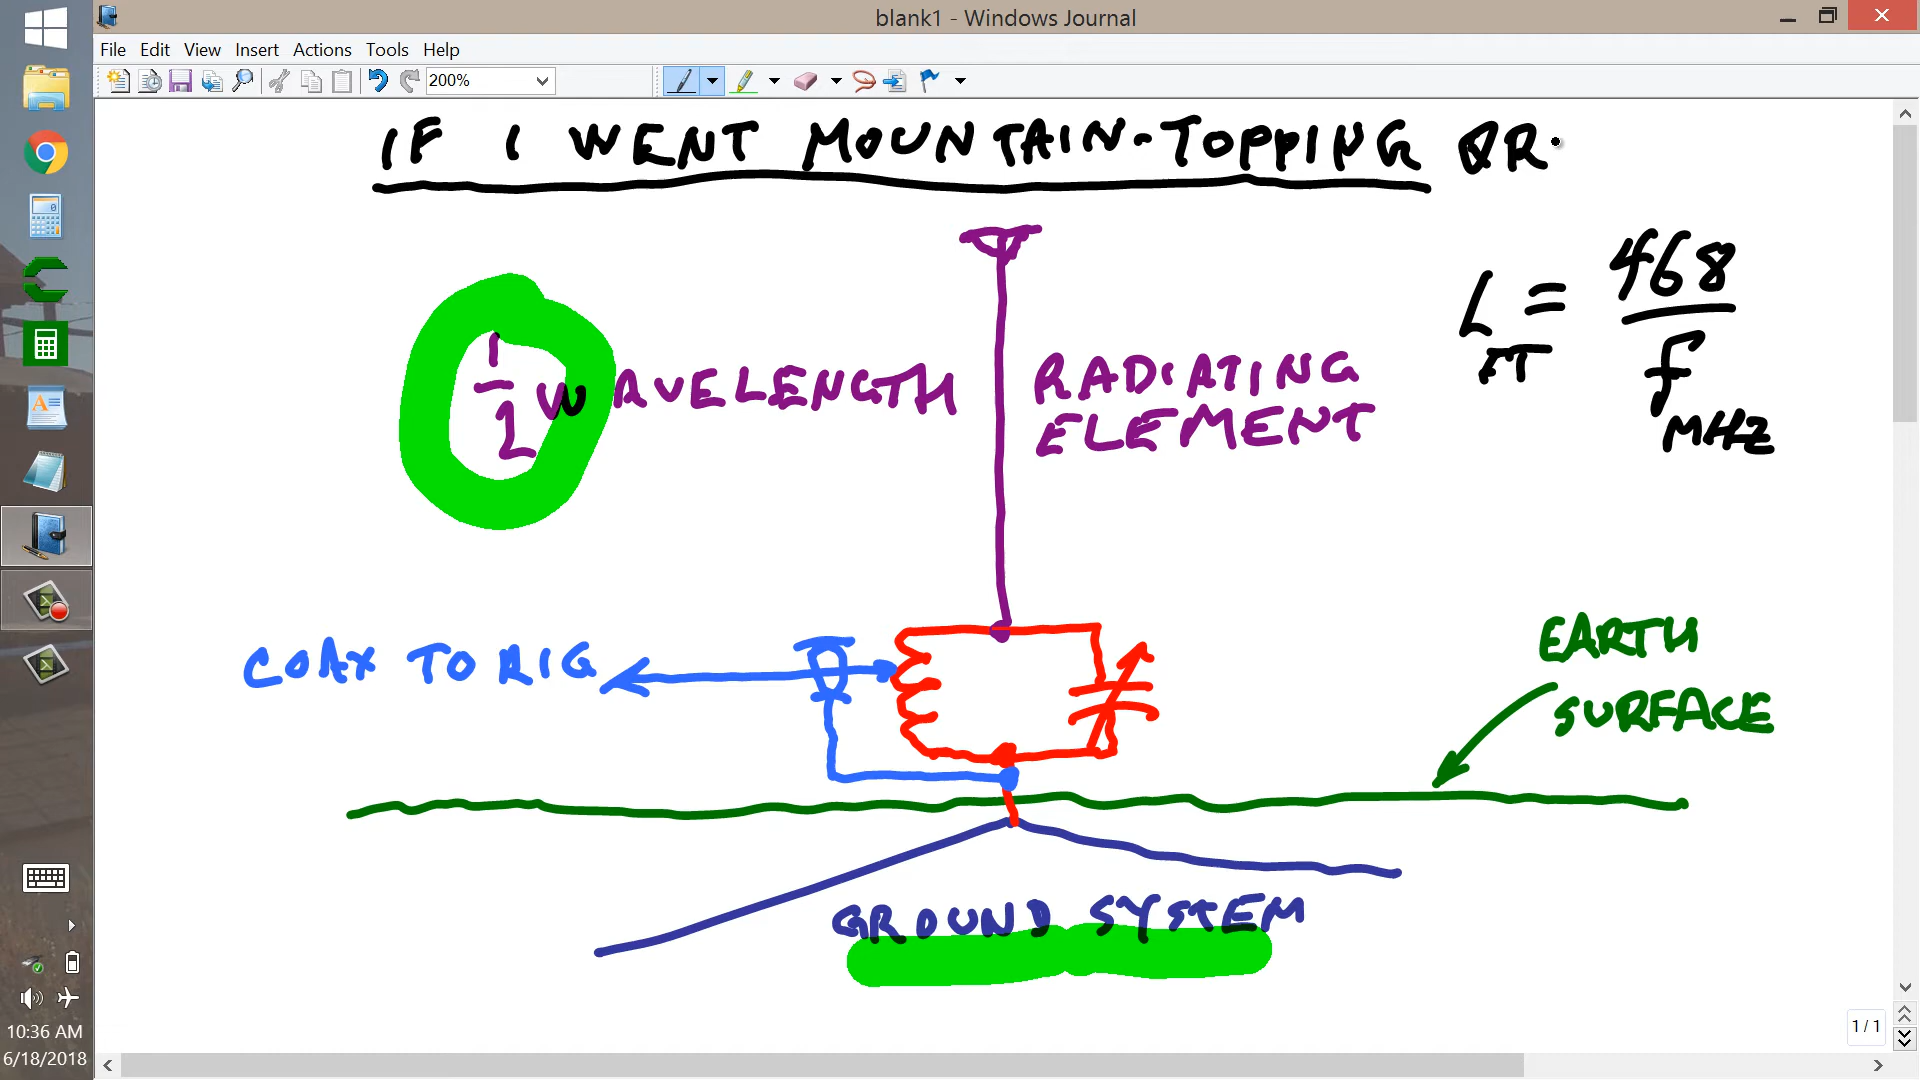 blank1 - Windows Journal
File Edit View Insert Actions Tools Help
200%
IF I WENT MOUNTAIN-TOPPING QR
L FT = 468 / f MHZ
1/2 WAVELENGTH
RADIATING
ELEMENT
COAX TO RIG
EARTH
SURFACE
GROUND SYSTEM
10:36 AM
6/18/2018
1 / 1